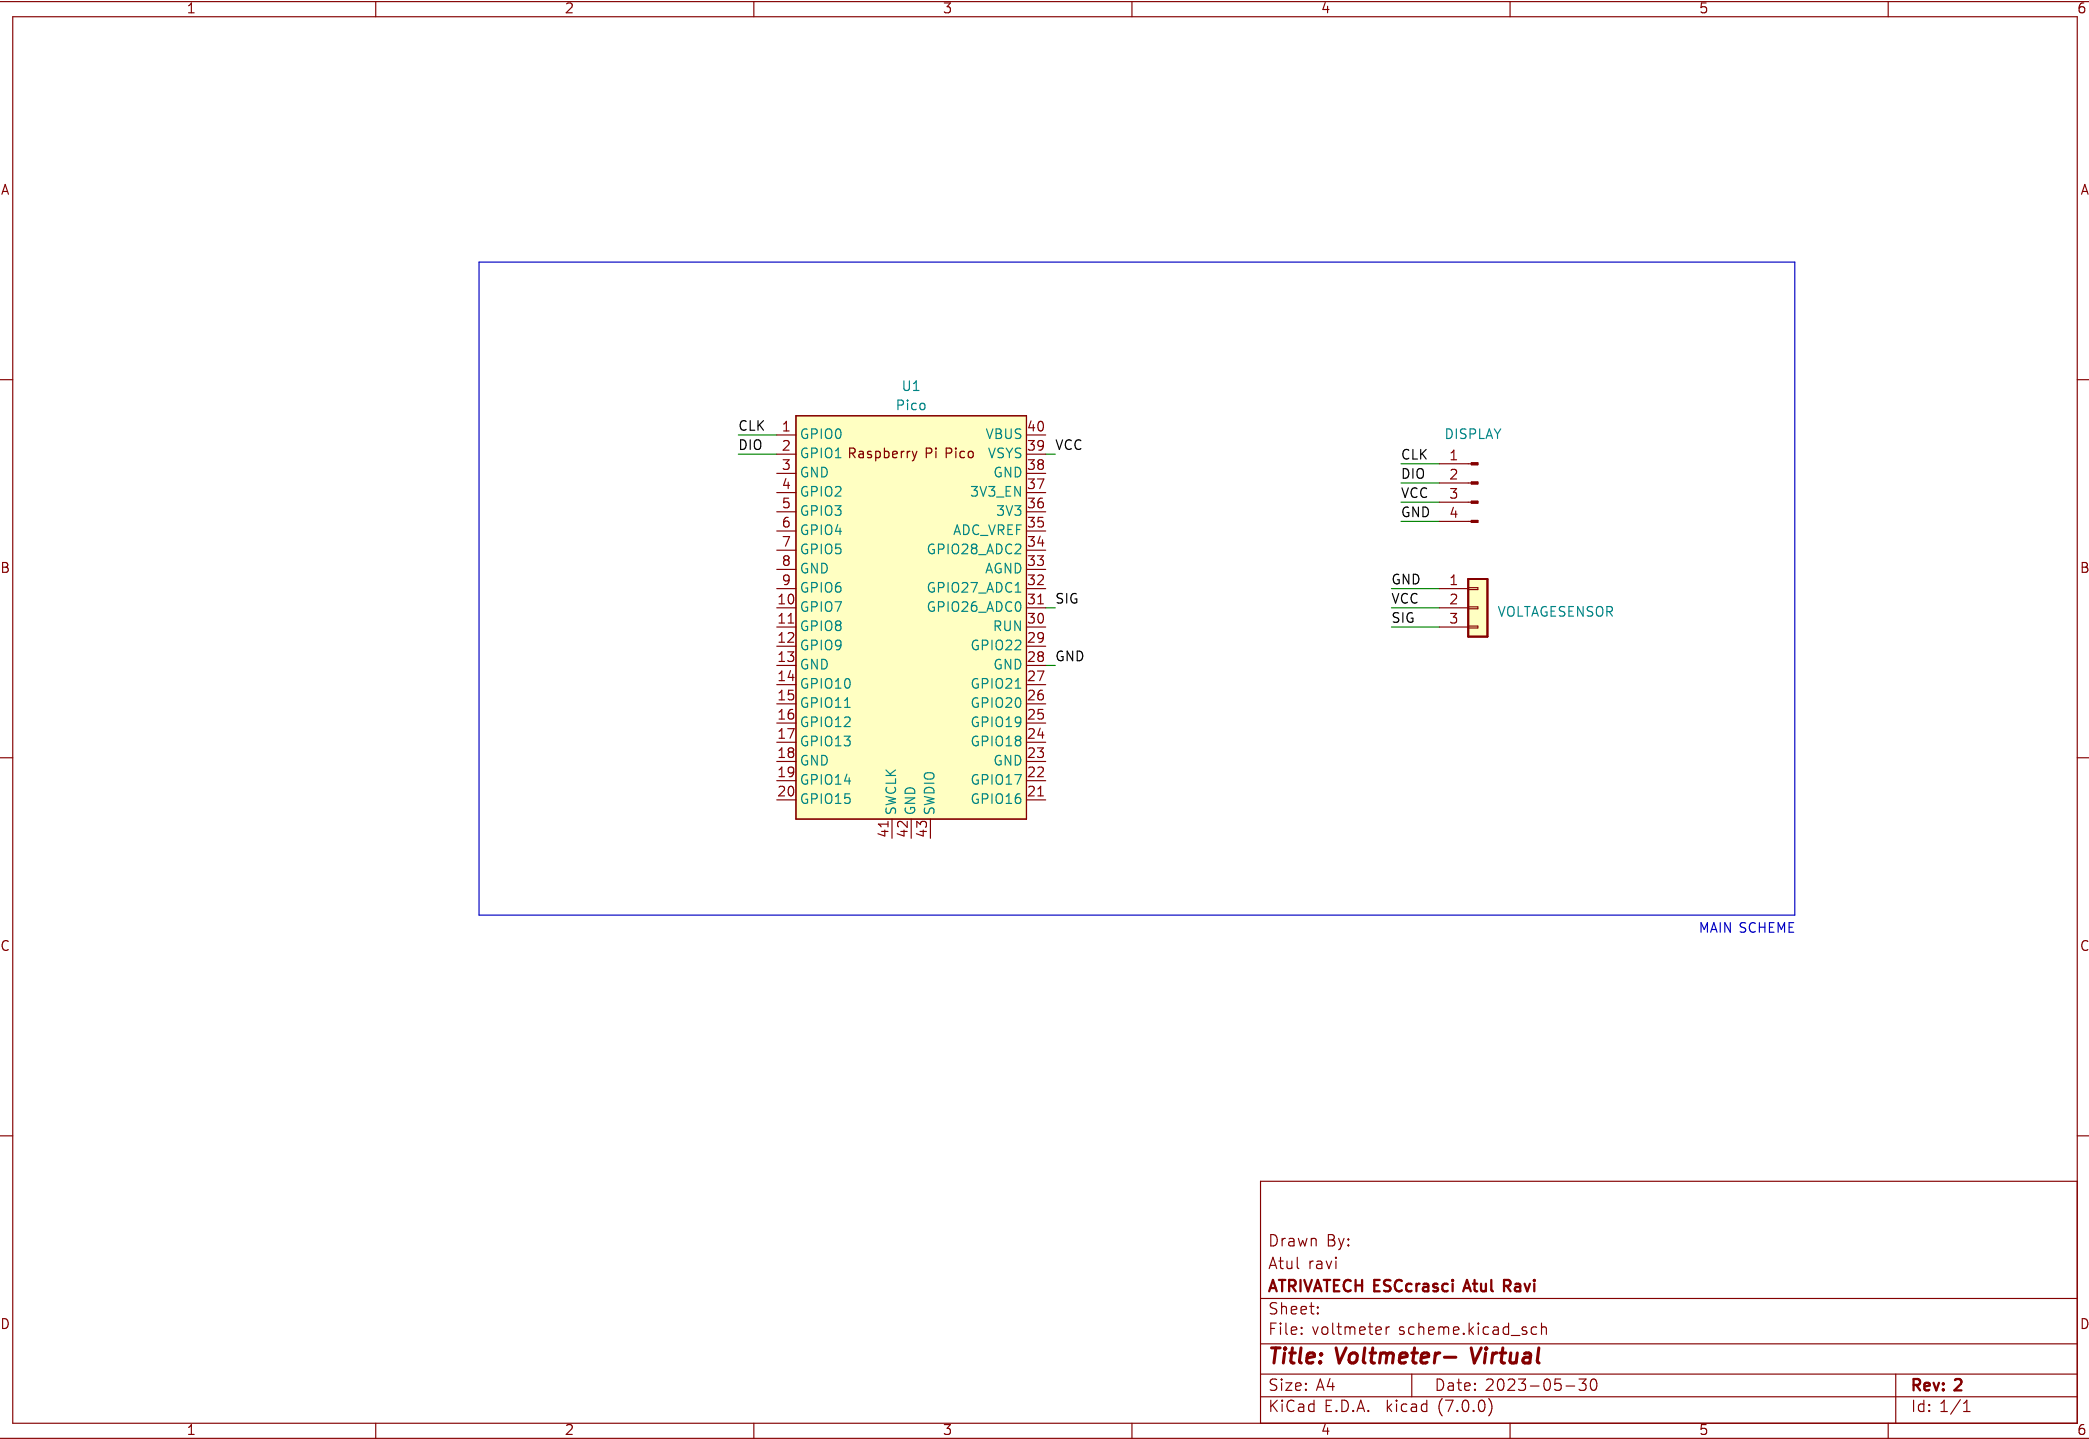 1 2 3 4 5 6
A A
U1
Pico
CLK 1 GPIO0 VBUS 40
DIO 2 GPIO1 Raspberry Pi Pico VSYS 39 VCC
3 GND GND 38
4 GPIO2 3V3_EN 37
5 GPIO3 3V3 36
6 GPIO4 ADC_VREF 35
7 GPIO5 GPIO28_ADC2 34
8 GND AGND 33
9 GPIO6 GPIO27_ADC1 32
10 GPIO7 GPIO26_ADC0 31 SIG
11 GPIO8 RUN 30
12 GPIO9 GPIO22 29
13 GND GND 28 GND
14 GPIO10 GPIO21 27
15 GPIO11 GPIO20 26
16 GPIO12 GPIO19 25
17 GPIO13 GPIO18 24
18 GND GND 23
19 GPIO14 GPIO17 22
20 GPIO15 GPIO16 21
SWCLK GND SWDIO
41 42 43
DISPLAY
CLK 1
DIO 2
VCC 3
GND 4
B B
GND 1
VCC 2
SIG 3
VOLTAGESENSOR
MAIN SCHEME
C C
Drawn By:
Atul ravi
ATRIVATECH ESCcrasci Atul Ravi
Sheet:
File: voltmeter scheme.kicad_sch
D D
Title: Voltmeter- Virtual
Size: A4 Date: 2023-05-30 Rev: 2
KiCad E.D.A. kicad (7.0.0) Id: 1/1
1 2 3 4 5 6